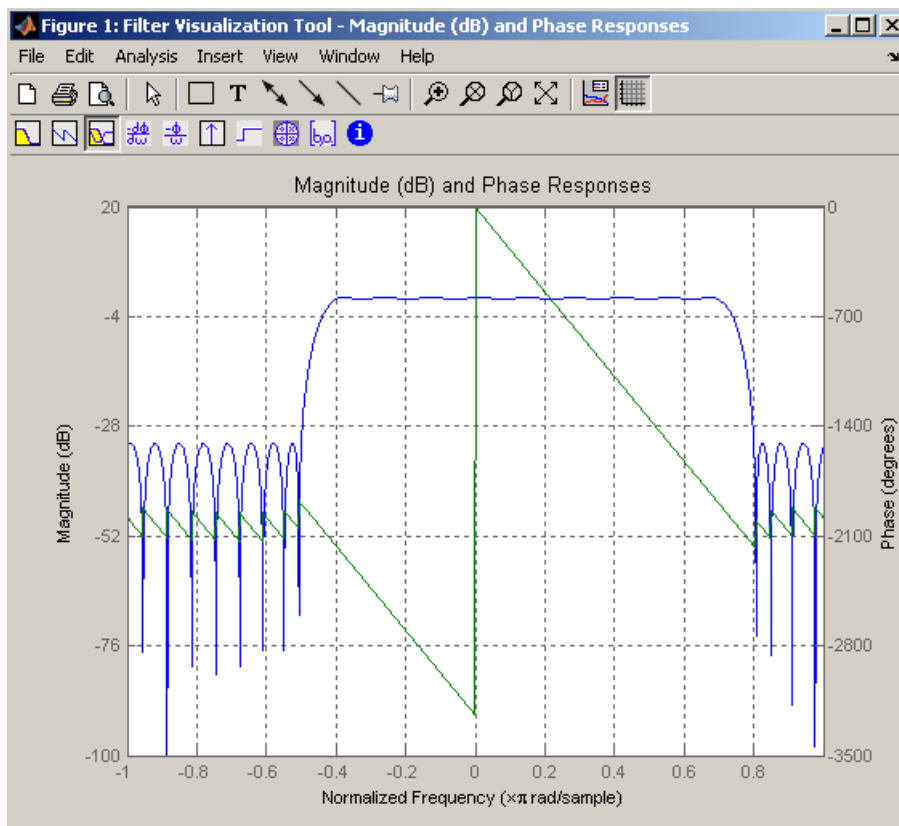 Figure 1: Filter Visualization Tool - Magnitude (dB) and Phase Responses
File Edit Analysis Insert View Window Help
T
dΦ
dω
-Φ
ω
[b,a]
i
Magnitude (dB) and Phase Responses
20
-4
-28
-52
-76
-100
Magnitude (dB)
0
-700
-1400
-2100
-2800
-3500
Phase (degrees)
-1 -0.8 -0.6 -0.4 -0.2 0 0.2 0.4 0.6 0.8
Normalized Frequency (×π rad/sample)